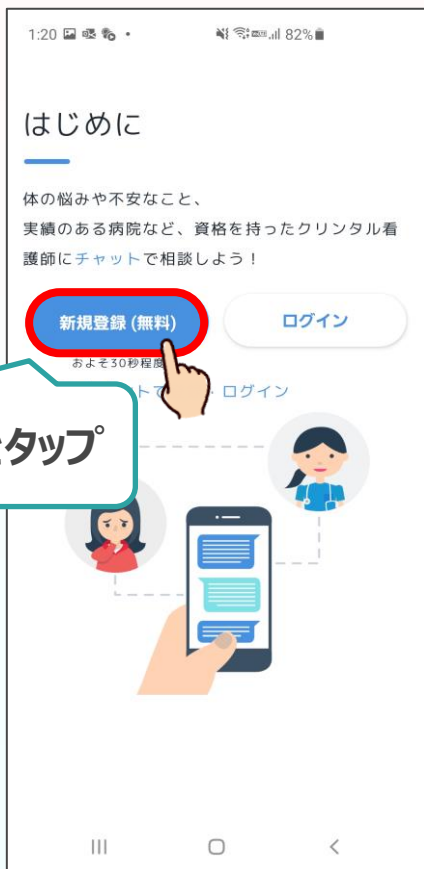 1:20
82%
はじめに
体の悩みや不安なこと、
実績のある病院など、資格を持ったクリンタル看
護師にチャットで相談しよう！
新規登録 (無料)
ログイン
およそ30秒程度
ログイン
タップ